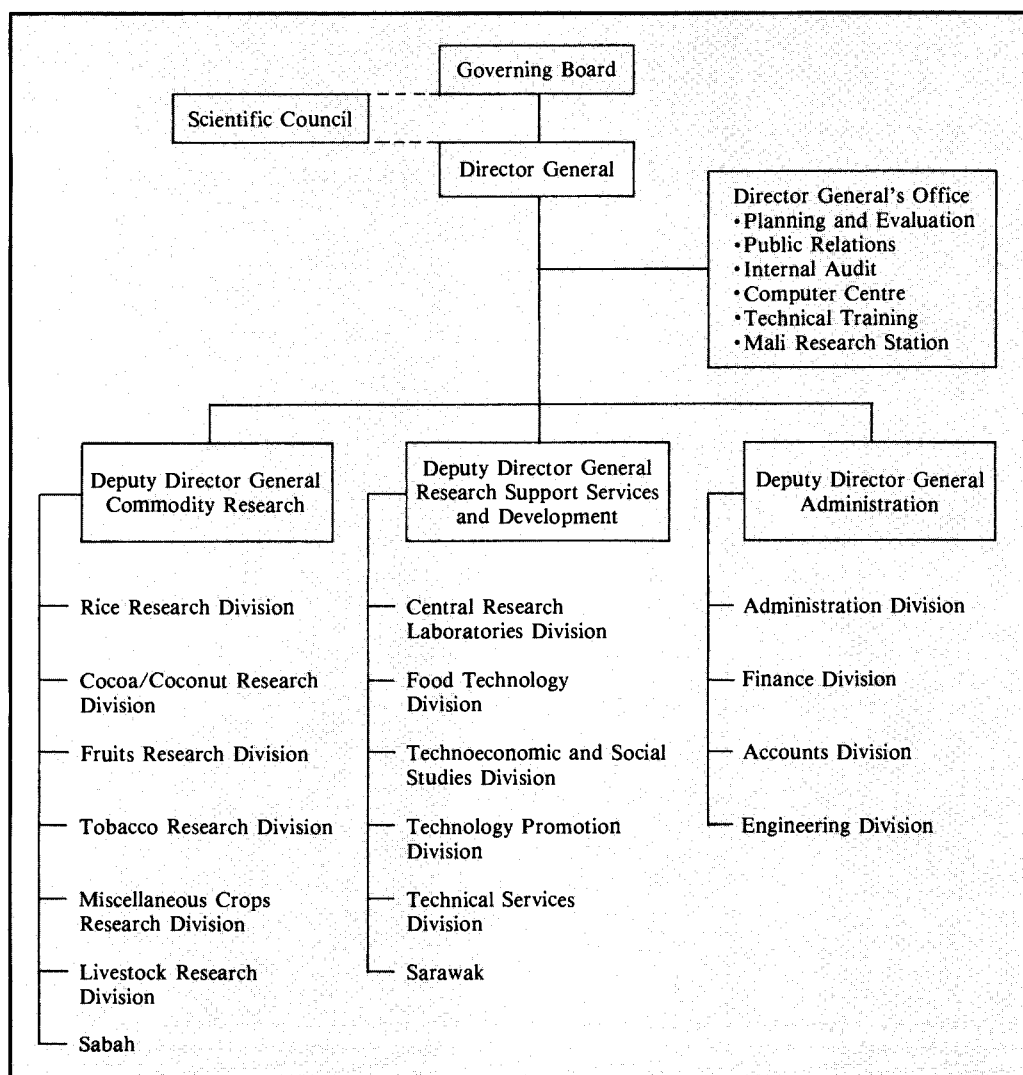 Governing Board
Scientific Council
Director General
Director General's Office
•Planning and Evaluation
•Public Relations
•Internal Audit
•Computer Centre
•Technical Training
•Mali Research Station
Deputy Director General
Commodity Research
Rice Research Division
Cocoa/Coconut Research
Division
Fruits Research Division
Tobacco Research Division
Miscellaneous Crops
Research Division
Livestock Research
Division
Sabah
Deputy Director General
Research Support Services
and Development
Central Research
Laboratories Division
Food Technology
Division
Technoeconomic and Social
Studies Division
Technology Promotion
Division
Technical Services
Division
Sarawak
Deputy Director General
Administration
Administration Division
Finance Division
Accounts Division
Engineering Division